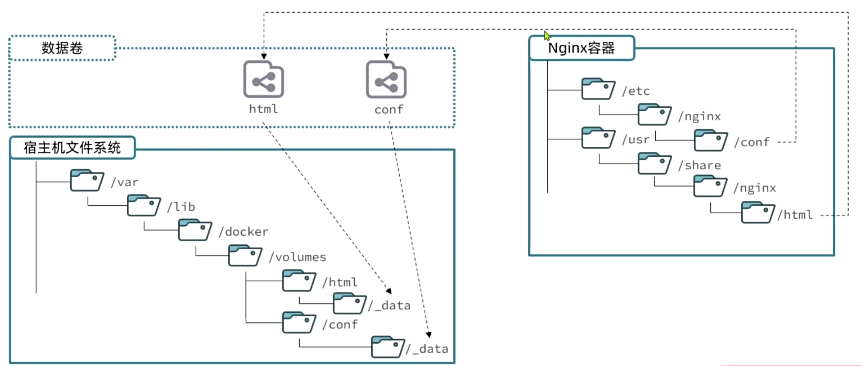 数据卷
html
conf
宿主机文件系统
/var
/lib
/docker
/volumes
/html
/_data
/conf
/_data
Nginx容器
/etc
/nginx
/conf
/usr
/share
/nginx
/html